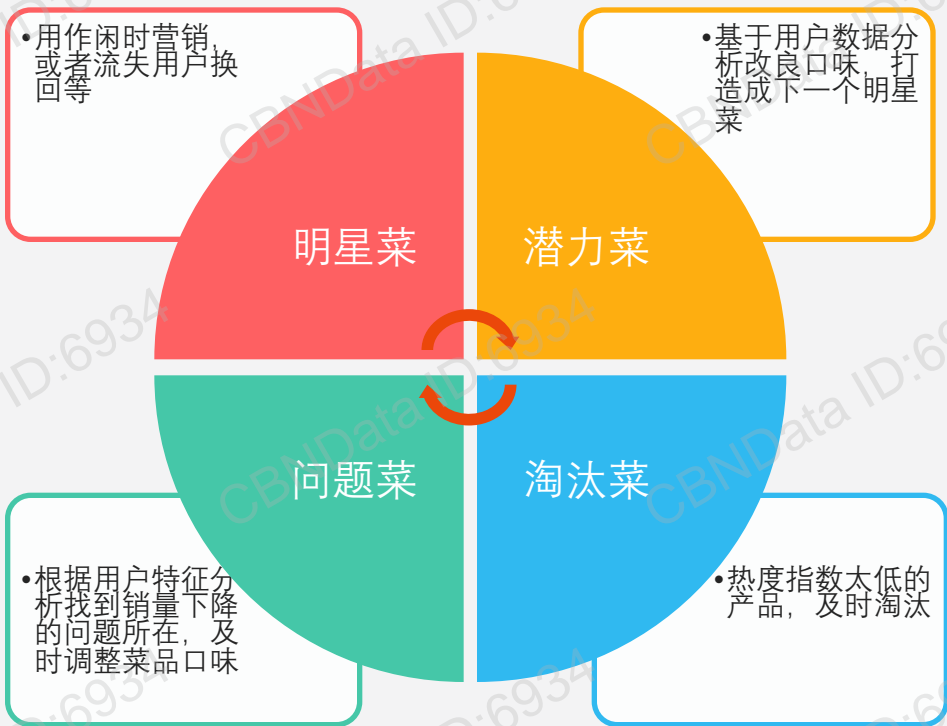 •用作闲时营销,
或者流失用户换
回等
•基于用户数据分
析改良口味，打
造成下一个明星
菜
明星菜
潜力菜
问题菜
淘汰菜
•根据用户特征分
析找到销量下降
的问题所在，及
时调整菜品口味
•热度指数太低的
产品，及时淘汰
CBNData ID:6934